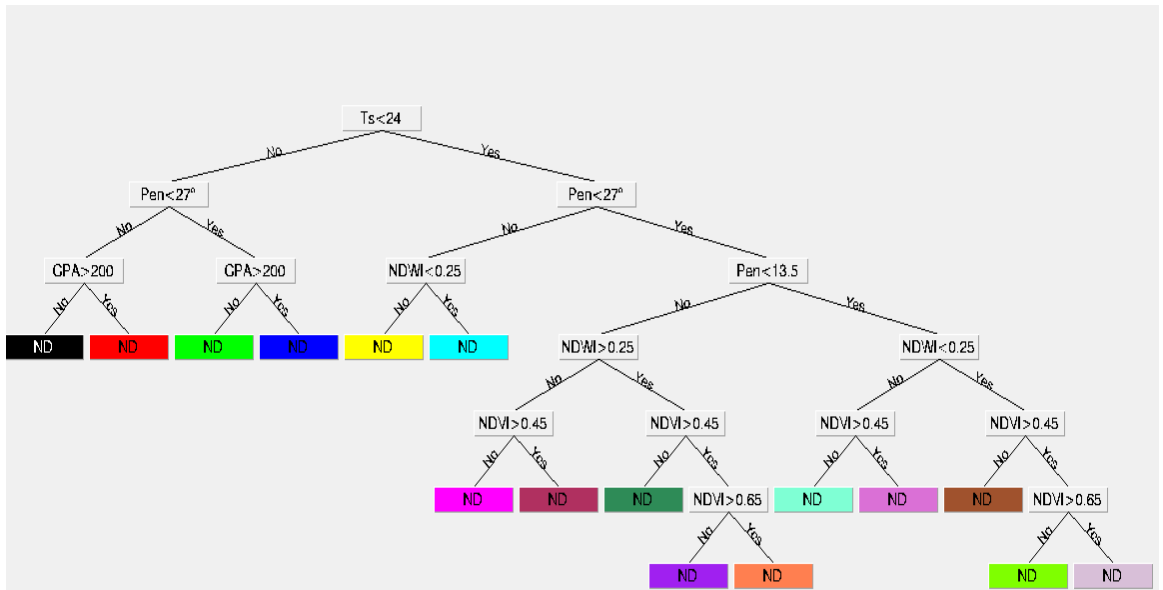 Ts<24
No Yes
Pen<27° Pen<27°
No Yes No Yes
GPA>200 GPA>200 NDWI<0.25 Pen<13.5
No Yes No Yes No Yes No Yes
ND ND ND ND ND ND NDWI>0.25 NDWI<0.25
No Yes No Yes
NDVI>0.45 NDVI>0.45 NDVI>0.45 NDVI>0.45
No Yes No Yes No Yes No Yes
ND ND ND NDVI>0.65 ND ND ND NDVI>0.65
No Yes No Yes
ND ND ND ND